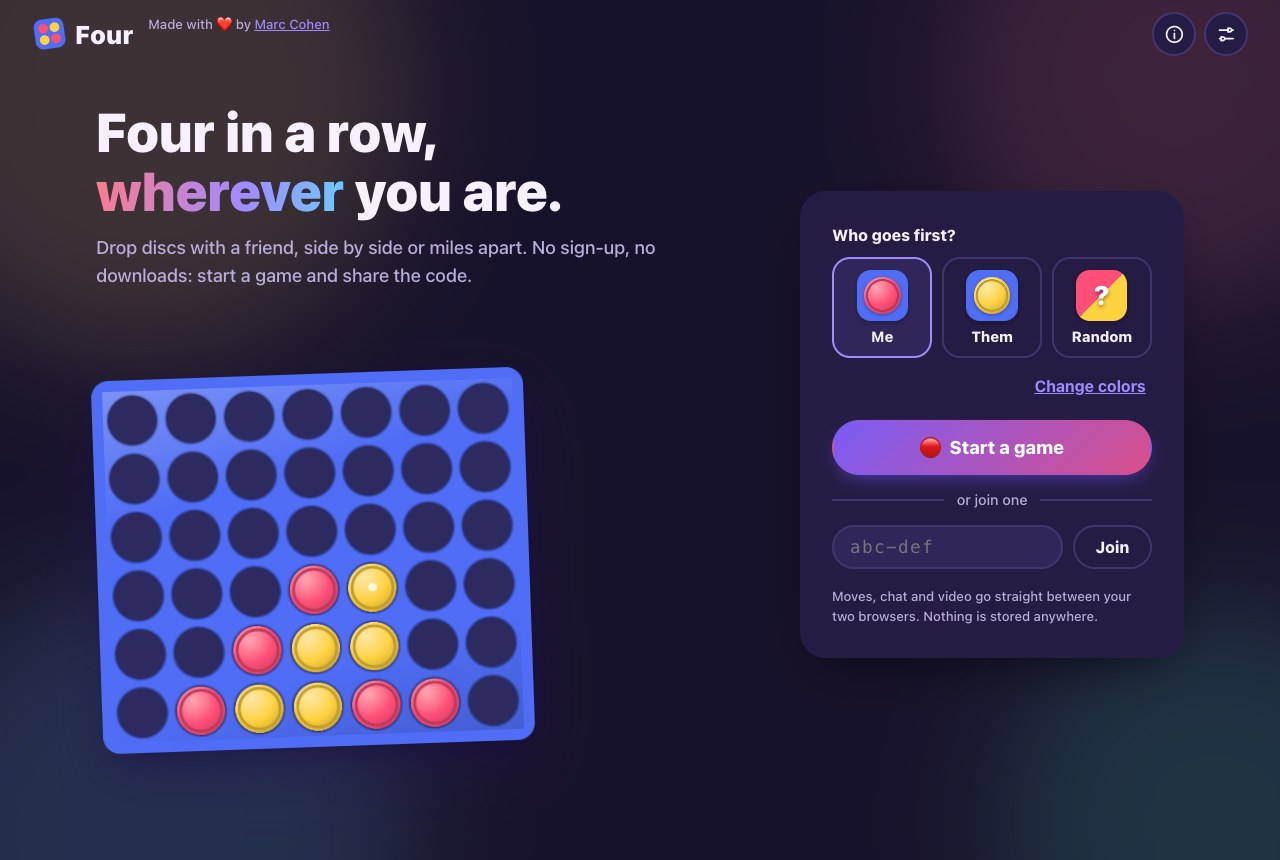 Four
Made with ❤️ by Marc Cohen
Four in a row,
wherever you are.
Drop discs with a friend, side by side or miles apart. No sign-up, no
downloads: start a game and share the code.
Who goes first?
Me
Them
?
Random
Change colors
Start a game
or join one
abc-def
Join
Moves, chat and video go straight between your
two browsers. Nothing is stored anywhere.